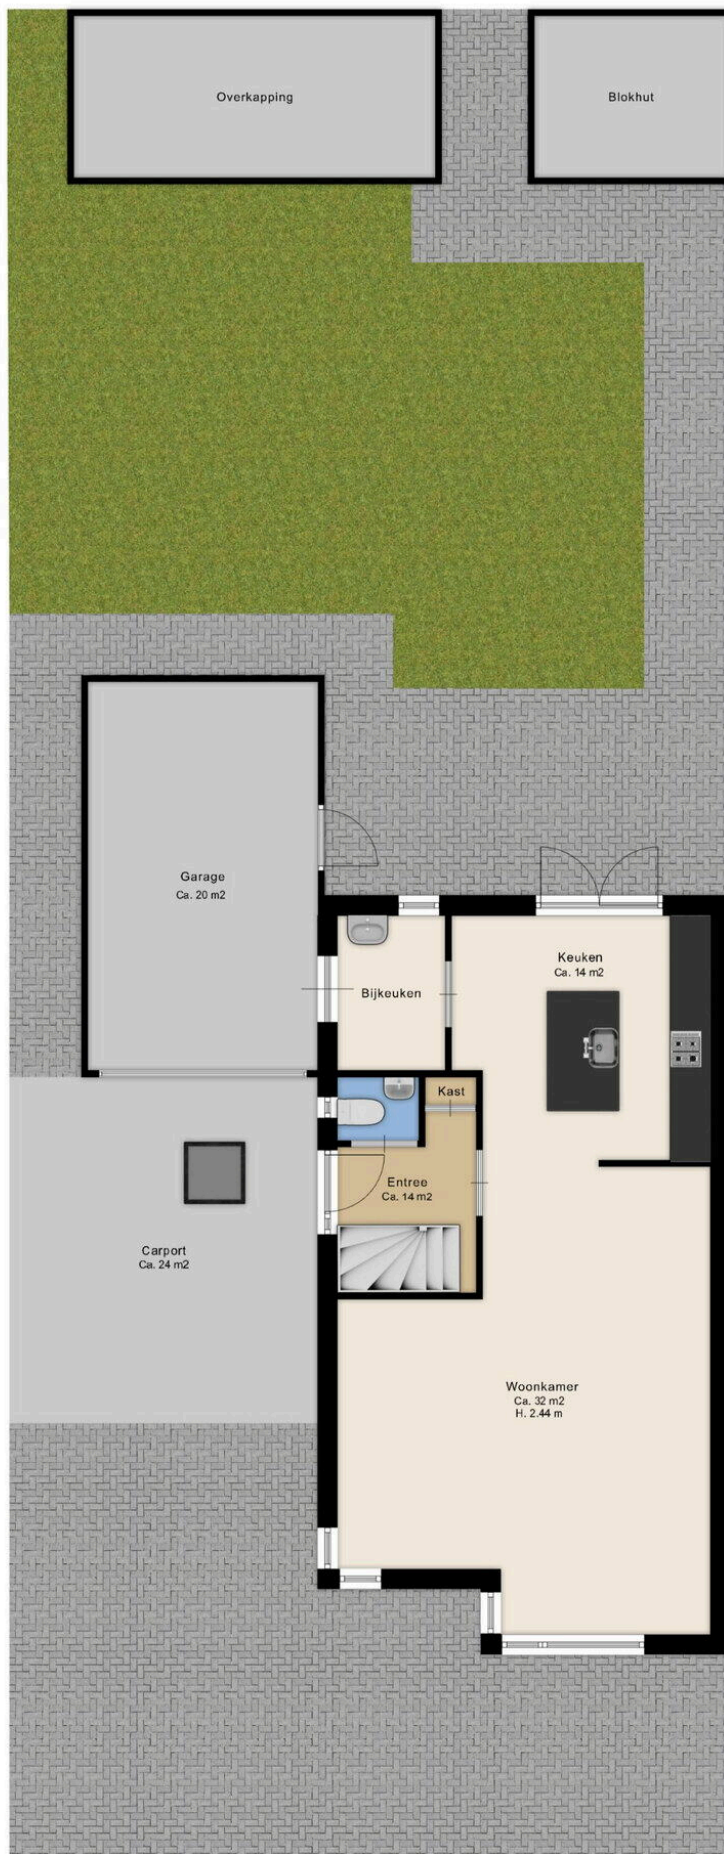 Overkapping
Blokhut
Garage
Ca. 20 m2
Keuken
Ca. 14 m2
Bijkeuken
Kast
Entree
Ca. 14 m2
Carport
Ca. 24 m2
Woonkamer
Ca. 32 m2
H. 2.44 m